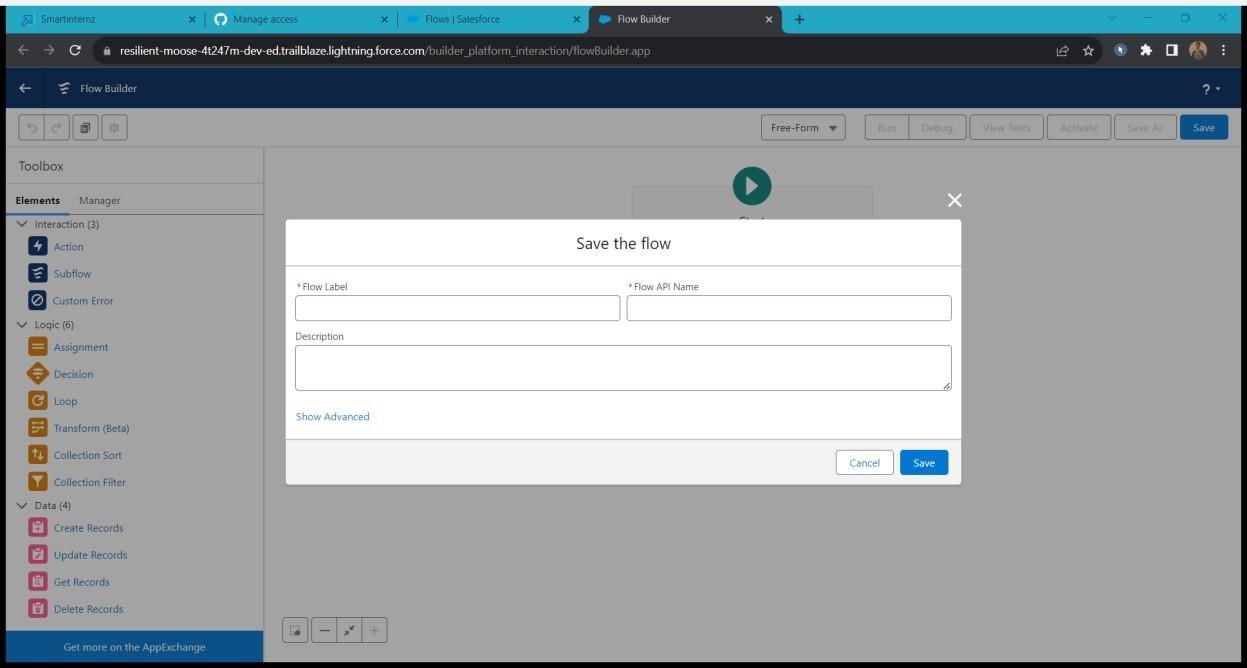 Smartinternz
Manage access
Flows | Salesforce
Flow Builder
resilient-moose-4t247m-dev-ed.trailblaze.lightning.force.com/builder_platform_interaction/flowBuilder.app
Flow Builder
?
Free-Form
Run
Debug
View Tests
Activate
Save As
Save
Toolbox
Elements
Manager
Interaction (3)
Action
Subflow
Custom Error
Logic (6)
Assignment
Decision
Loop
Transform (Beta)
Collection Sort
Collection Filter
Data (4)
Create Records
Update Records
Get Records
Delete Records
Get more on the AppExchange
Save the flow
* Flow Label
* Flow API Name
Description
Show Advanced
Cancel
Save